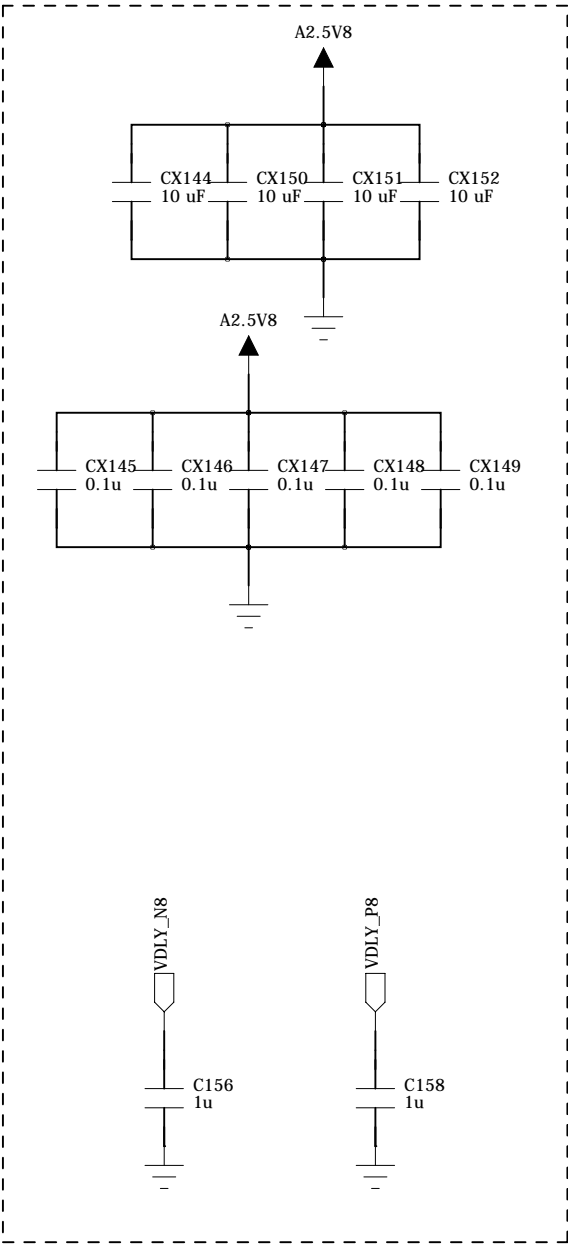 A2.5V8
CX144 CX150 CX151 CX152
10 uF 10 uF 10 uF 10 uF
A2.5V8
CX145 CX146 CX147 CX148 CX149
0.1u 0.1u 0.1u 0.1u 0.1u
VDLY_N8 VDLY_P8
C156 C158
1u 1u